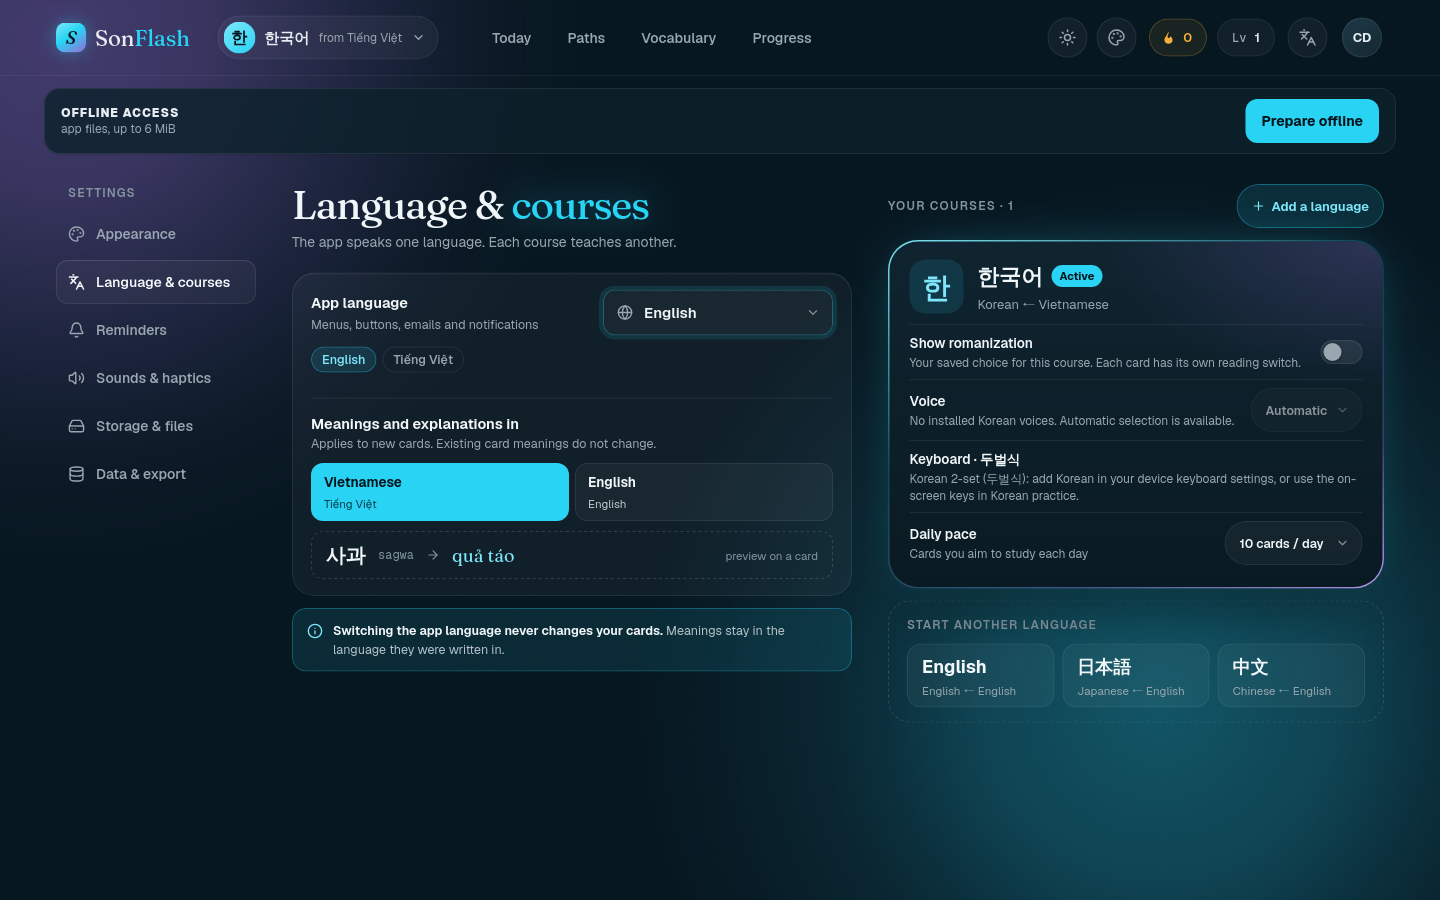 S SonFlash
한 한국어 from Tiếng Việt
Today
Paths
Vocabulary
Progress
0
Lv 1
CD
OFFLINE ACCESS
app files, up to 6 MiB
Prepare offline
SETTINGS
Appearance
Language & courses
Reminders
Sounds & haptics
Storage & files
Data & export
Language & courses
The app speaks one language. Each course teaches another.
App language
Menus, buttons, emails and notifications
English
English
Tiếng Việt
Meanings and explanations in
Applies to new cards. Existing card meanings do not change.
Vietnamese
Tiếng Việt
English
English
사과 sagwa → quả táo
preview on a card
Switching the app language never changes your cards. Meanings stay in the
language they were written in.
YOUR COURSES · 1
+ Add a language
한
한국어 Active
Korean ← Vietnamese
Show romanization
Your saved choice for this course. Each card has its own reading switch.
Voice
No installed Korean voices. Automatic selection is available.
Automatic
Keyboard · 두벌식
Korean 2-set (두벌식): add Korean in your device keyboard settings, or use the on-
screen keys in Korean practice.
Daily pace
Cards you aim to study each day
10 cards / day
START ANOTHER LANGUAGE
English
English ← English
日本語
Japanese ← English
中文
Chinese ← English